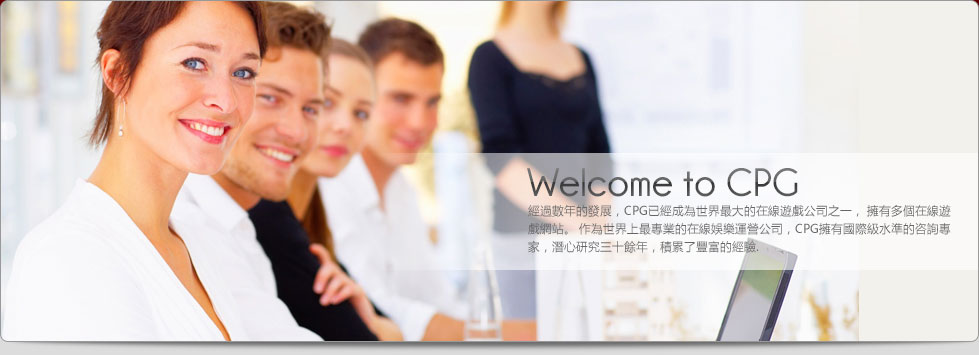 Welcome to CPG
經過數年的發展，CPG已經成為世界最大的在線遊戲公司之一， 擁有多個在線遊
戲網站。 作為世界上最專業的在線娛樂運營公司，CPG擁有國際級水準的咨詢專
家，潛心研究三十餘年，積累了豐富的經驗.